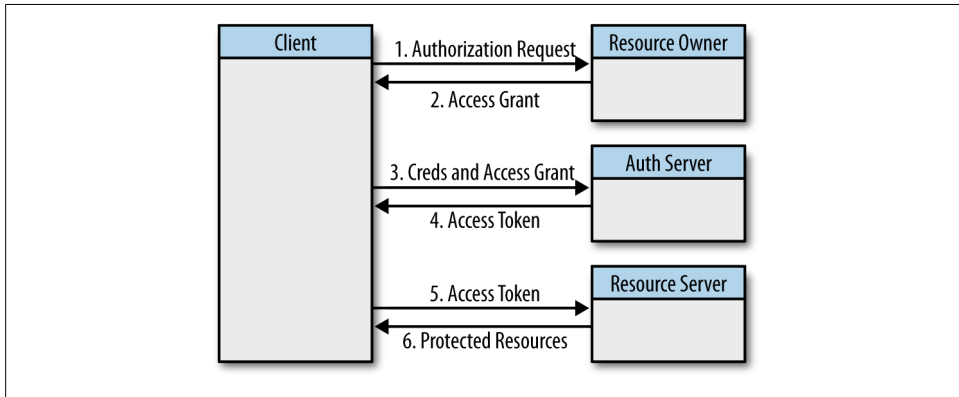 Client
Resource Owner
1. Authorization Request
2. Access Grant
Auth Server
3. Creds and Access Grant
4. Access Token
Resource Server
5. Access Token
6. Protected Resources